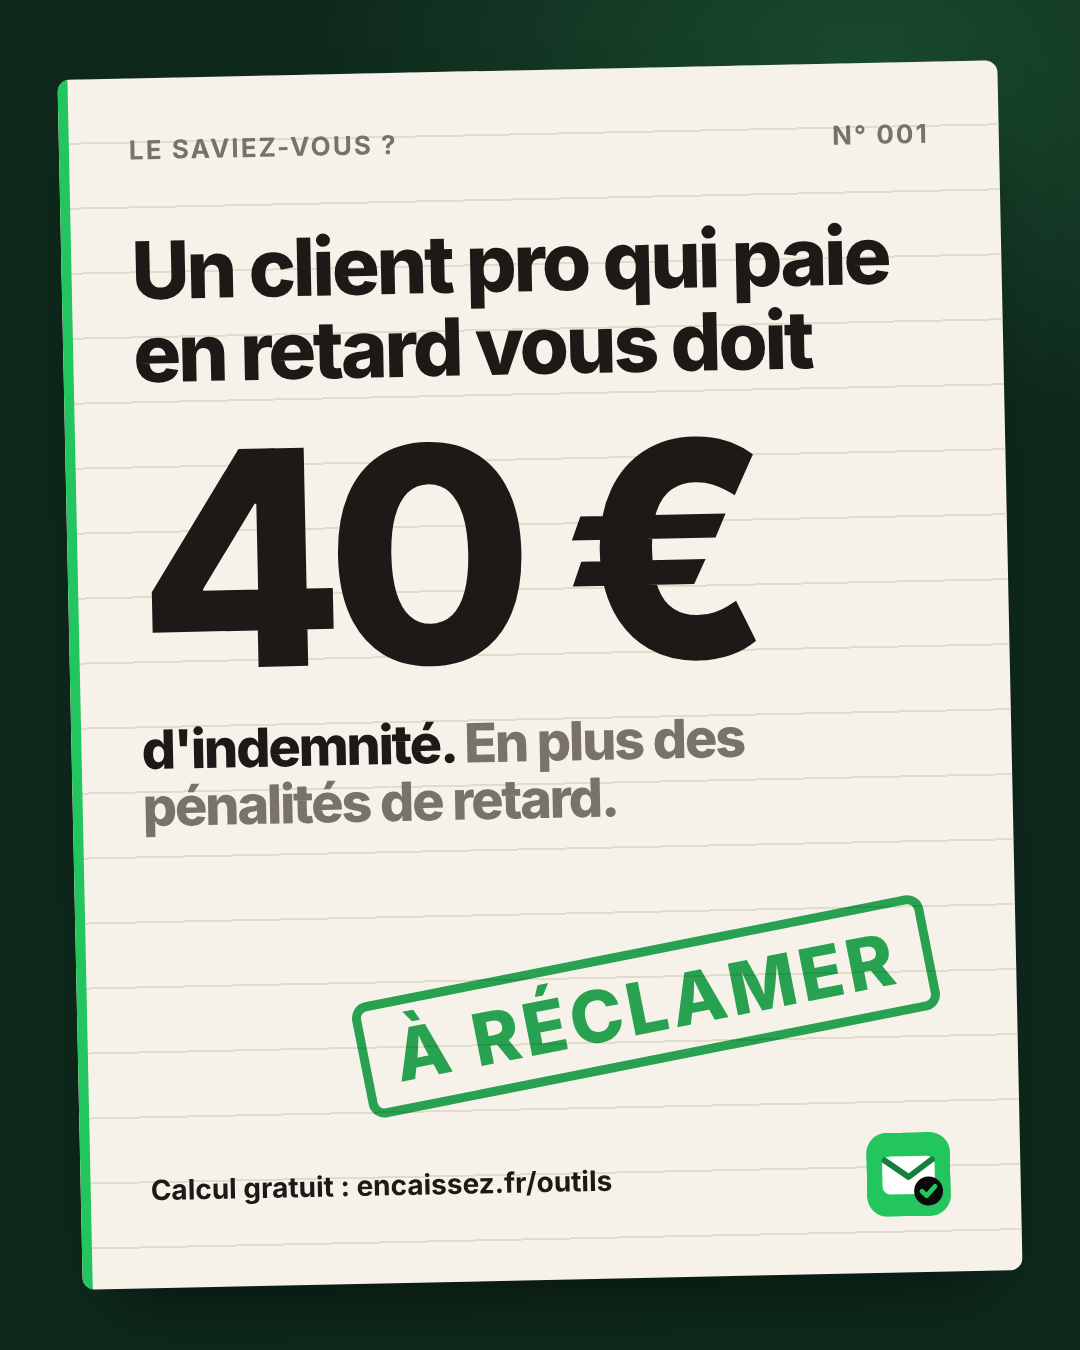 LE SAVIEZ-VOUS ?
N° 001
Un client pro qui paie
en retard vous doit
40 €
d'indemnité. En plus des
pénalités de retard.
À RÉCLAMER
Calcul gratuit : encaissez.fr/outils